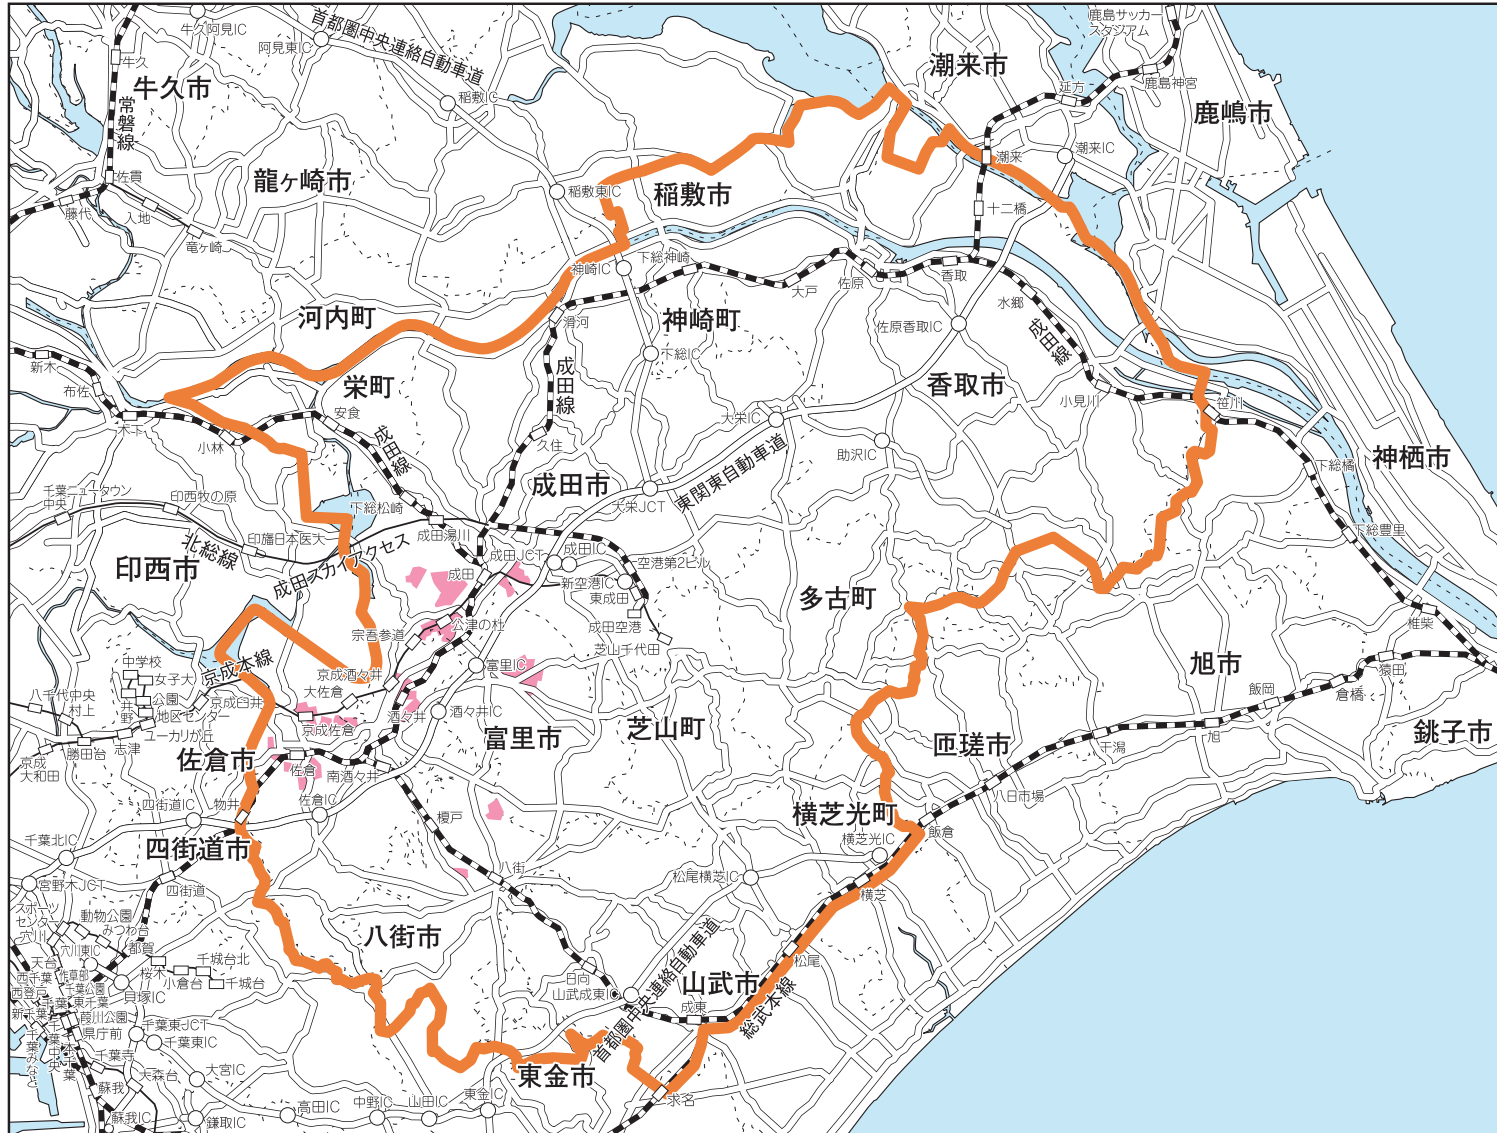 牛久阿見IC
首都圏中央連絡自動車道
鹿島サッカー
スタジアム
阿見東IC
牛久
牛久市
潮来市
延方
鹿島神宮
稲敷IC
常磐線
鹿嶋市
潮来IC
潮来
佐貫
龍ヶ崎市
稲敷東IC
稲敷市
藤代
入地
十二橋
竜ヶ崎
下総神崎
神崎IC
大戸
佐原
香取
水郷
河内町
滑河
神崎町
佐原香取IC
成田線
新木
下総IC
布佐
栄町
成田線
香取市
小見川
笹川
安食
木下
小林
成田線
久住
大栄IC
助沢IC
神栖市
下総橘
成田市
東関東自動車道
千葉ニュータウン
中央
印西牧の原
下総松崎
大栄JCT
下総豊里
印旛日本医大
成田湯川
北総線
成田スカイアクセス
成田JCT
成田IC
空港第2ビル
印西市
成田
新空港IC
東成田
多古町
椎柴
公津の杜
成田空港
宗吾参道
芝山千代田
旭市
中学校
女子大
京成本線
京成酒々井
富里IC
猿田
八千代中央
村上
公園
井野
地区センター
京成臼井
大佐倉
飯岡
倉橋
ユーカリが丘
京成佐倉
酒々井
酒々井IC
富里市
芝山町
匝瑳市
干潟
旭
銚子市
勝田台
志津
京成
大和田
佐倉市
佐倉
南酒々井
四街道IC
物井
佐倉IC
榎戸
八日市場
横芝光町
飯倉
千葉北IC
四街道市
横芝光IC
宮野木JCT
四街道
八街
松尾横芝IC
横芝
スポーツ
センター
動物公園
みつわ台
穴川
穴川東IC
都賀
八街市
天台
作草部
千城台北
松尾
西千葉
千葉公園
桜木
小倉台
千城台
日向
山武市
西登戸
千葉
東千葉
貝塚IC
山武成東IC
首都圏中央連絡自動車道
成東
総武本線
新千葉
葭川公園
千葉東JCT
県庁前
千葉東IC
千葉中央
本千葉
千葉みなと
千葉寺
東金市
大森台
大宮IC
蘇我
東金IC
求名
高田IC
中野IC
山田IC
蘇我IC
鎌取IC